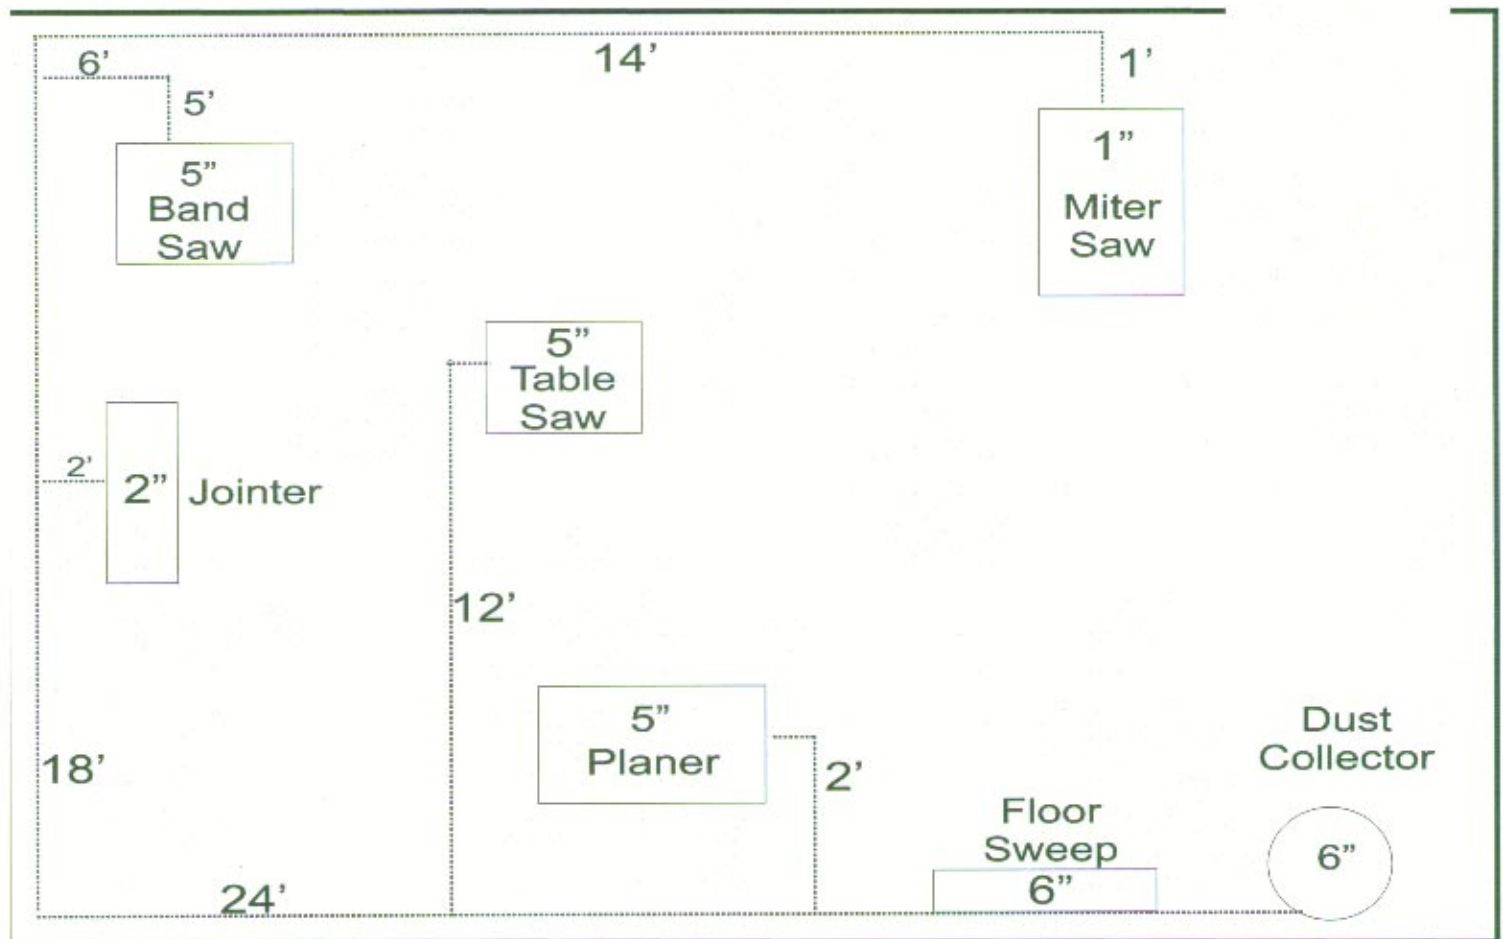 14’
1’
6’
5’
5”
Band
Saw
1”
Miter
Saw
5”
Table
Saw
2’
2” Jointer
12’
5”
Planer
2’
18’
24’
Floor
Sweep
6”
Dust
Collector
6”